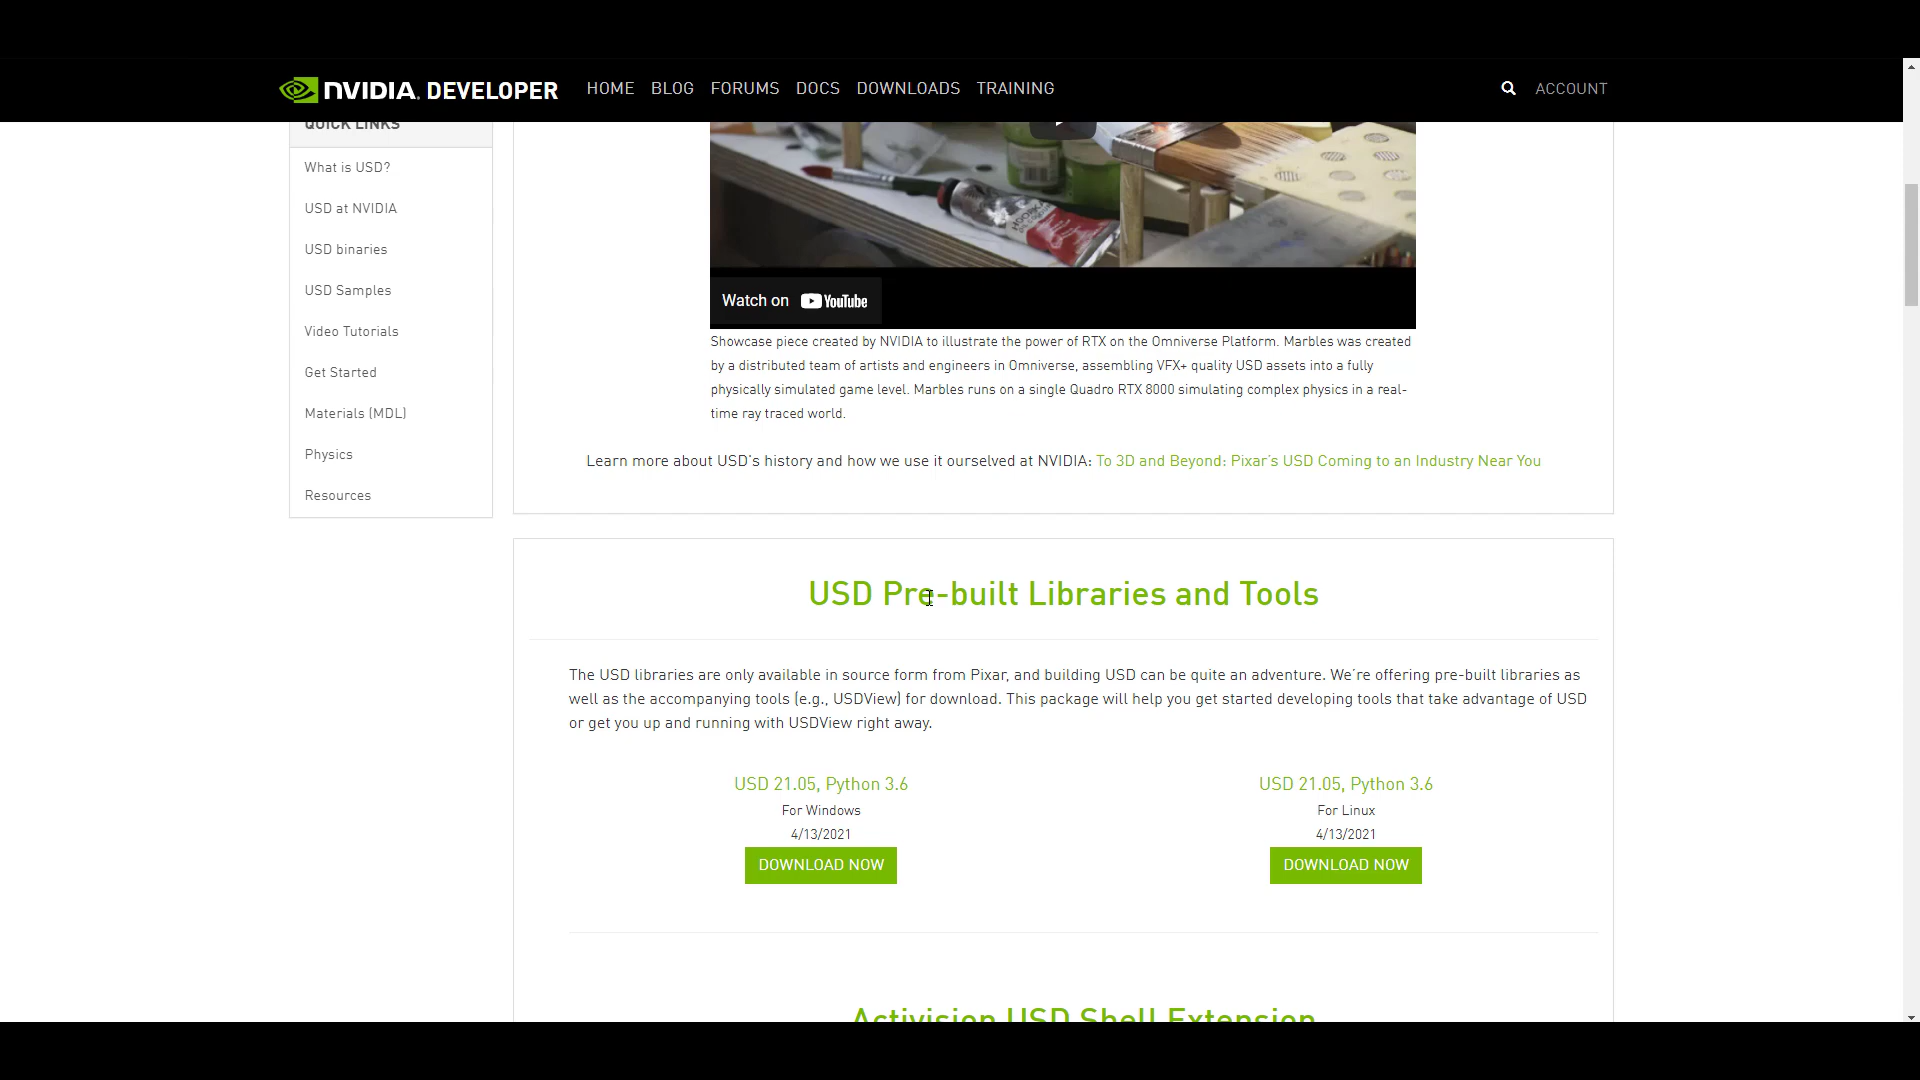 NVIDIA. DEVELOPER HOME BLOG FORUMS DOCS DOWNLOADS TRAINING ACCOUNT
QUICK LINKS
What is USD?
USD at NVIDIA
USD binaries
USD Samples
Video Tutorials
Get Started
Materials (MDL)
Physics
Resources
Watch on YouTube
Showcase piece created by NVIDIA to illustrate the power of RTX on the Omniverse Platform. Marbles was created
by a distributed team of artists and engineers in Omniverse, assembling VFX+ quality USD assets into a fully
physically simulated game level. Marbles runs on a single Quadro RTX 8000 simulating complex physics in a real-
time ray traced world.
Learn more about USD's history and how we use it ourselved at NVIDIA: To 3D and Beyond: Pixar's USD Coming to an Industry Near You
USD Pre-built Libraries and Tools
The USD libraries are only available in source form from Pixar, and building USD can be quite an adventure. We're offering pre-built libraries as
well as the accompanying tools (e.g., USDView) for download. This package will help you get started developing tools that take advantage of USD
or get you up and running with USDView right away.
USD 21.05, Python 3.6
For Windows
4/13/2021
DOWNLOAD NOW
USD 21.05, Python 3.6
For Linux
4/13/2021
DOWNLOAD NOW
Activision USD Shell Extension